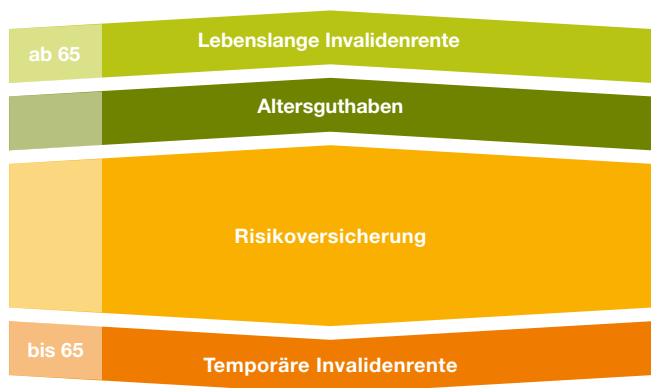 ab 65
Lebenslange Invalidenrente
Altersguthaben
Risikoversicherung
bis 65
Temporäre Invalidenrente